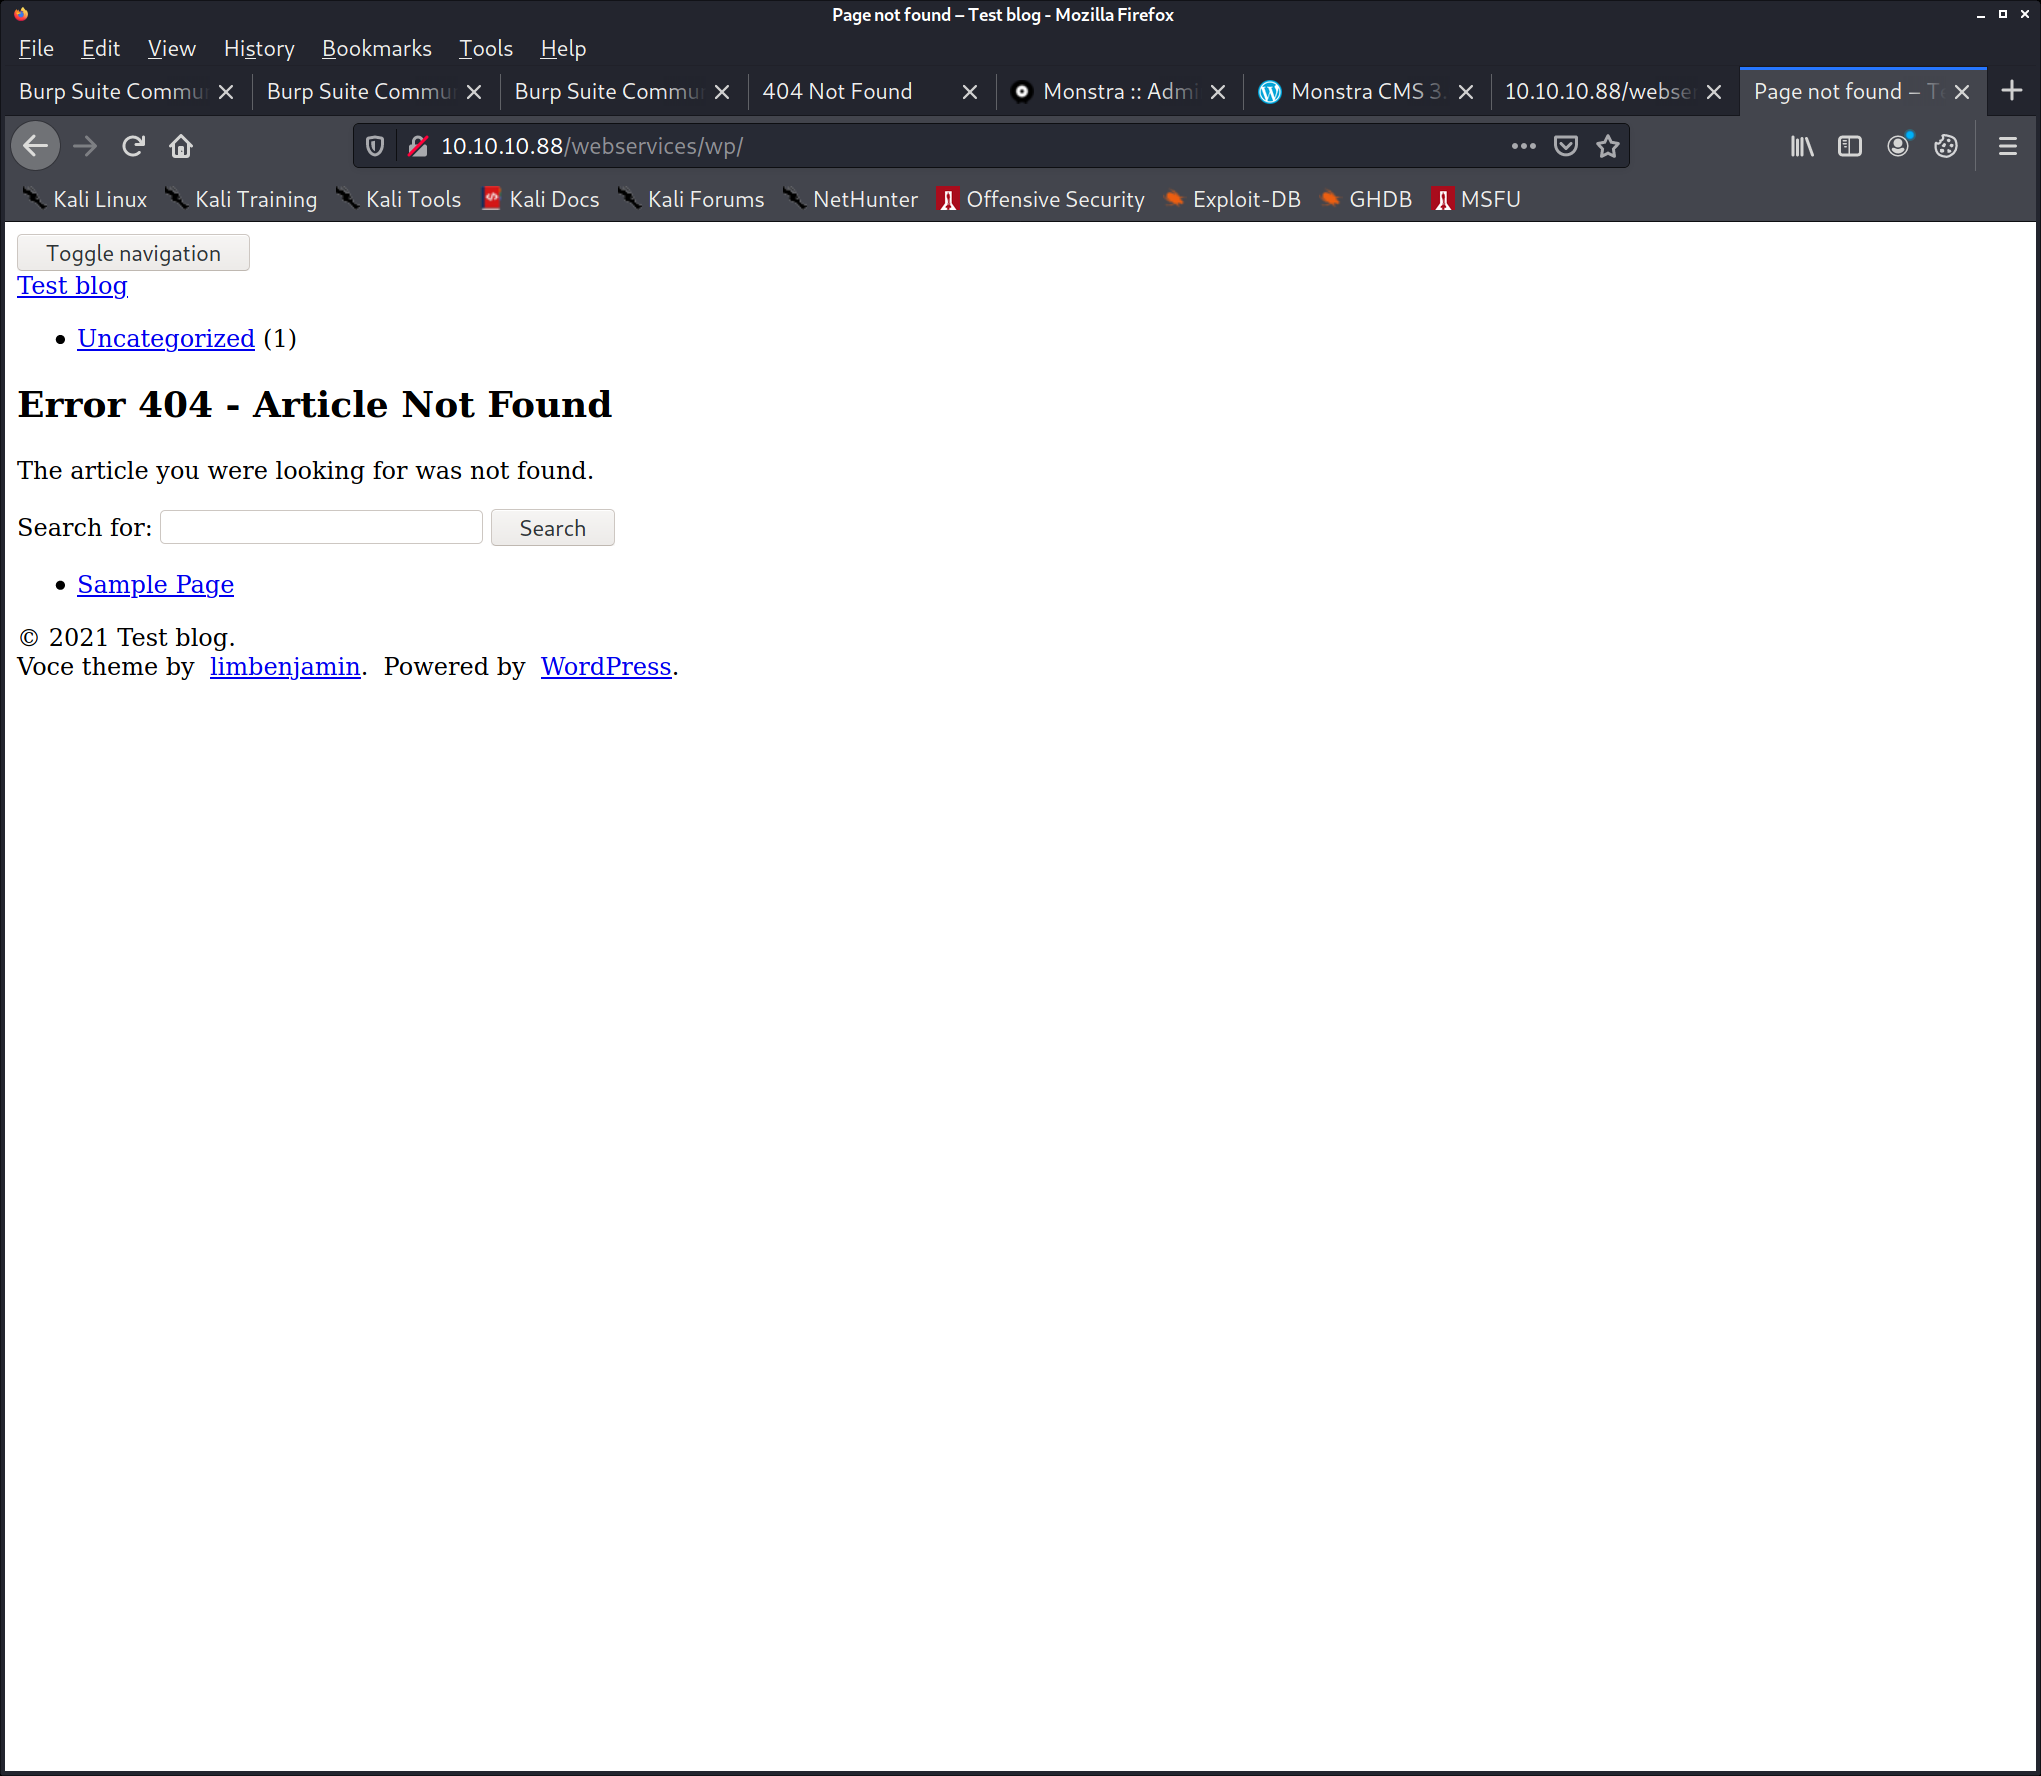 Page not found – Test blog - Mozilla Firefox
File Edit View History Bookmarks Tools Help
Burp Suite Commu Burp Suite Commu Burp Suite Commu 404 Not Found Monstra :: Admi Monstra CMS 3. 10.10.10.88/webse Page not found – T
10.10.10.88/webservices/wp/
Kali Linux Kali Training Kali Tools Kali Docs Kali Forums NetHunter Offensive Security Exploit-DB GHDB MSFU
Toggle navigation
Test blog
• Uncategorized (1)
Error 404 - Article Not Found
The article you were looking for was not found.
Search for: Search
• Sample Page
© 2021 Test blog.
Voce theme by limbenjamin. Powered by WordPress.